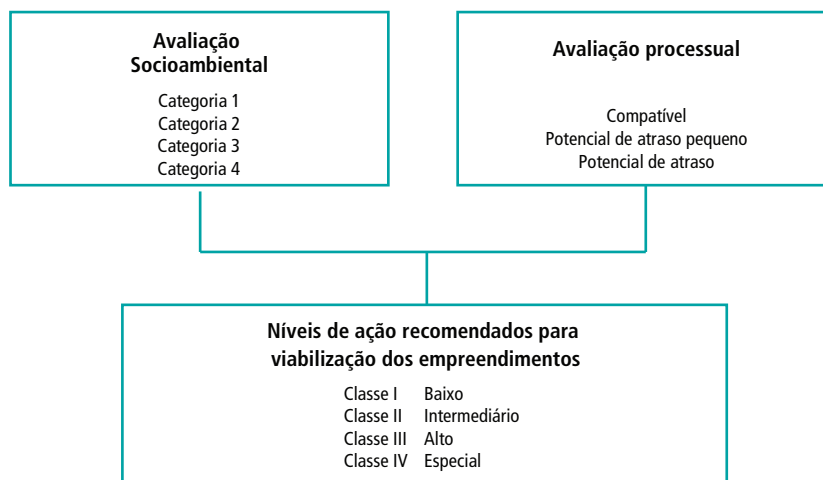 Avaliação
Socioambiental
Categoria 1
Categoria 2
Categoria 3
Categoria 4
Avaliação processual
Compatível
Potencial de atraso pequeno
Potencial de atraso
Níveis de ação recomendados para
viabilização dos empreendimentos
Classe I Baixo
Classe II Intermediário
Classe III Alto
Classe IV Especial